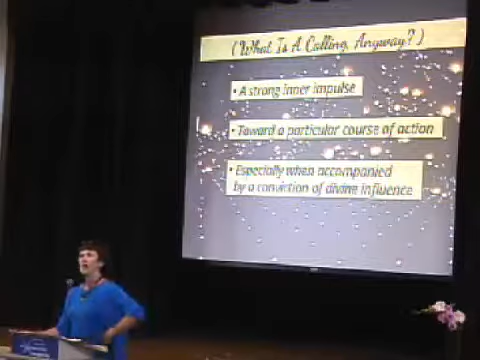 (What Is A Calling, Anyway?)
• A strong inner impulse
• Toward a particular course of action
• Especially when accompanied
by a conviction of divine influence